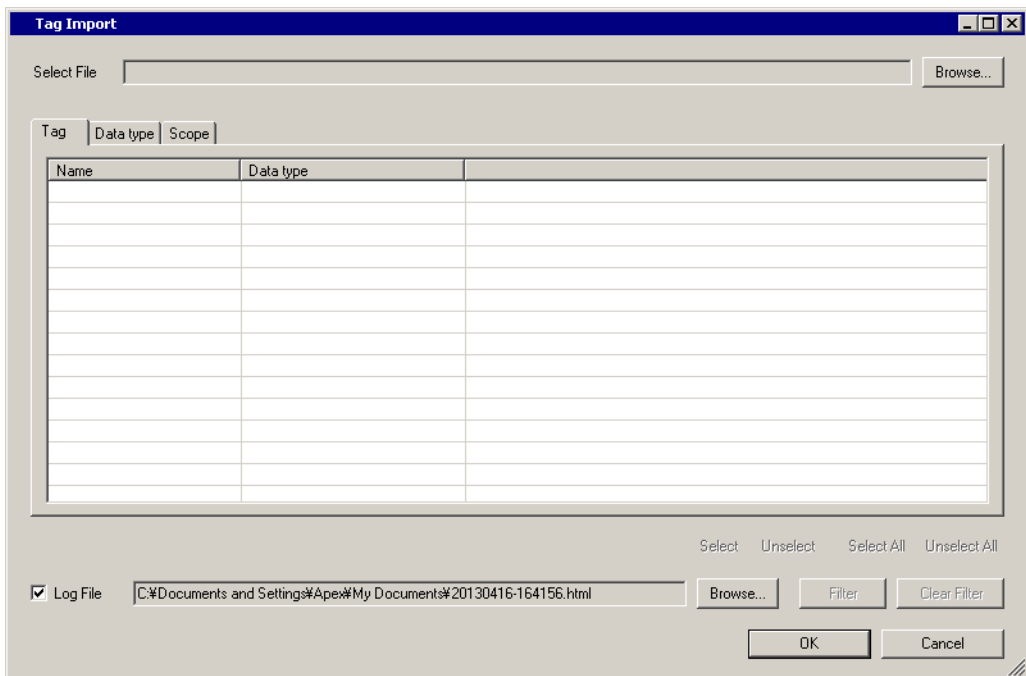 Tag Import
Select File
Browse...
Tag Data type Scope
Name Data type
Select Unselect Select All Unselect All
Log File C:¥Documents and Settings¥Apex¥My Documents¥20130416-164156.html Browse... Filter Clear Filter
OK Cancel